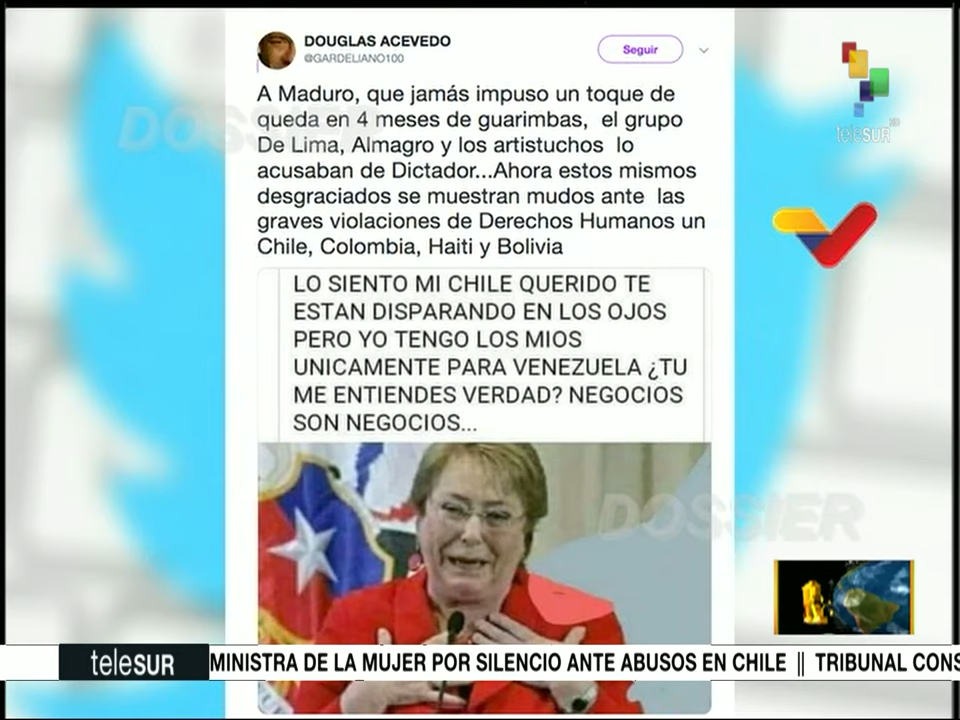 DOUGLAS ACEVEDO
@GARDELIANO100
Seguir
A Maduro, que jamás impuso un toque de
queda en 4 meses de guarimbas, el grupo
De Lima, Almagro y los artistuchos lo
acusaban de Dictador...Ahora estos mismos
desgraciados se muestran mudos ante las
graves violaciones de Derechos Humanos un
Chile, Colombia, Haiti y Bolivia
LO SIENTO MI CHILE QUERIDO TE
ESTAN DISPARANDO EN LOS OJOS
PERO YO TENGO LOS MIOS
UNICAMENTE PARA VENEZUELA ¿TU
ME ENTIENDES VERDAD? NEGOCIOS
SON NEGOCIOS...
DOSSIER
DOSSIER
teleSUR HD
teleSUR
MINISTRA DE LA MUJER POR SILENCIO ANTE ABUSOS EN CHILE || TRIBUNAL CONS